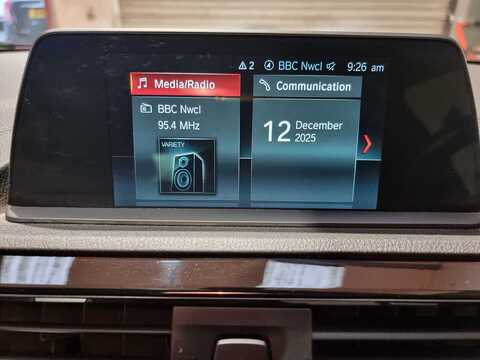 2 BBC Nwcl 9:26 am
Media/Radio
BBC Nwcl
95.4 MHz
VARIETY
Communication
12 December
2025